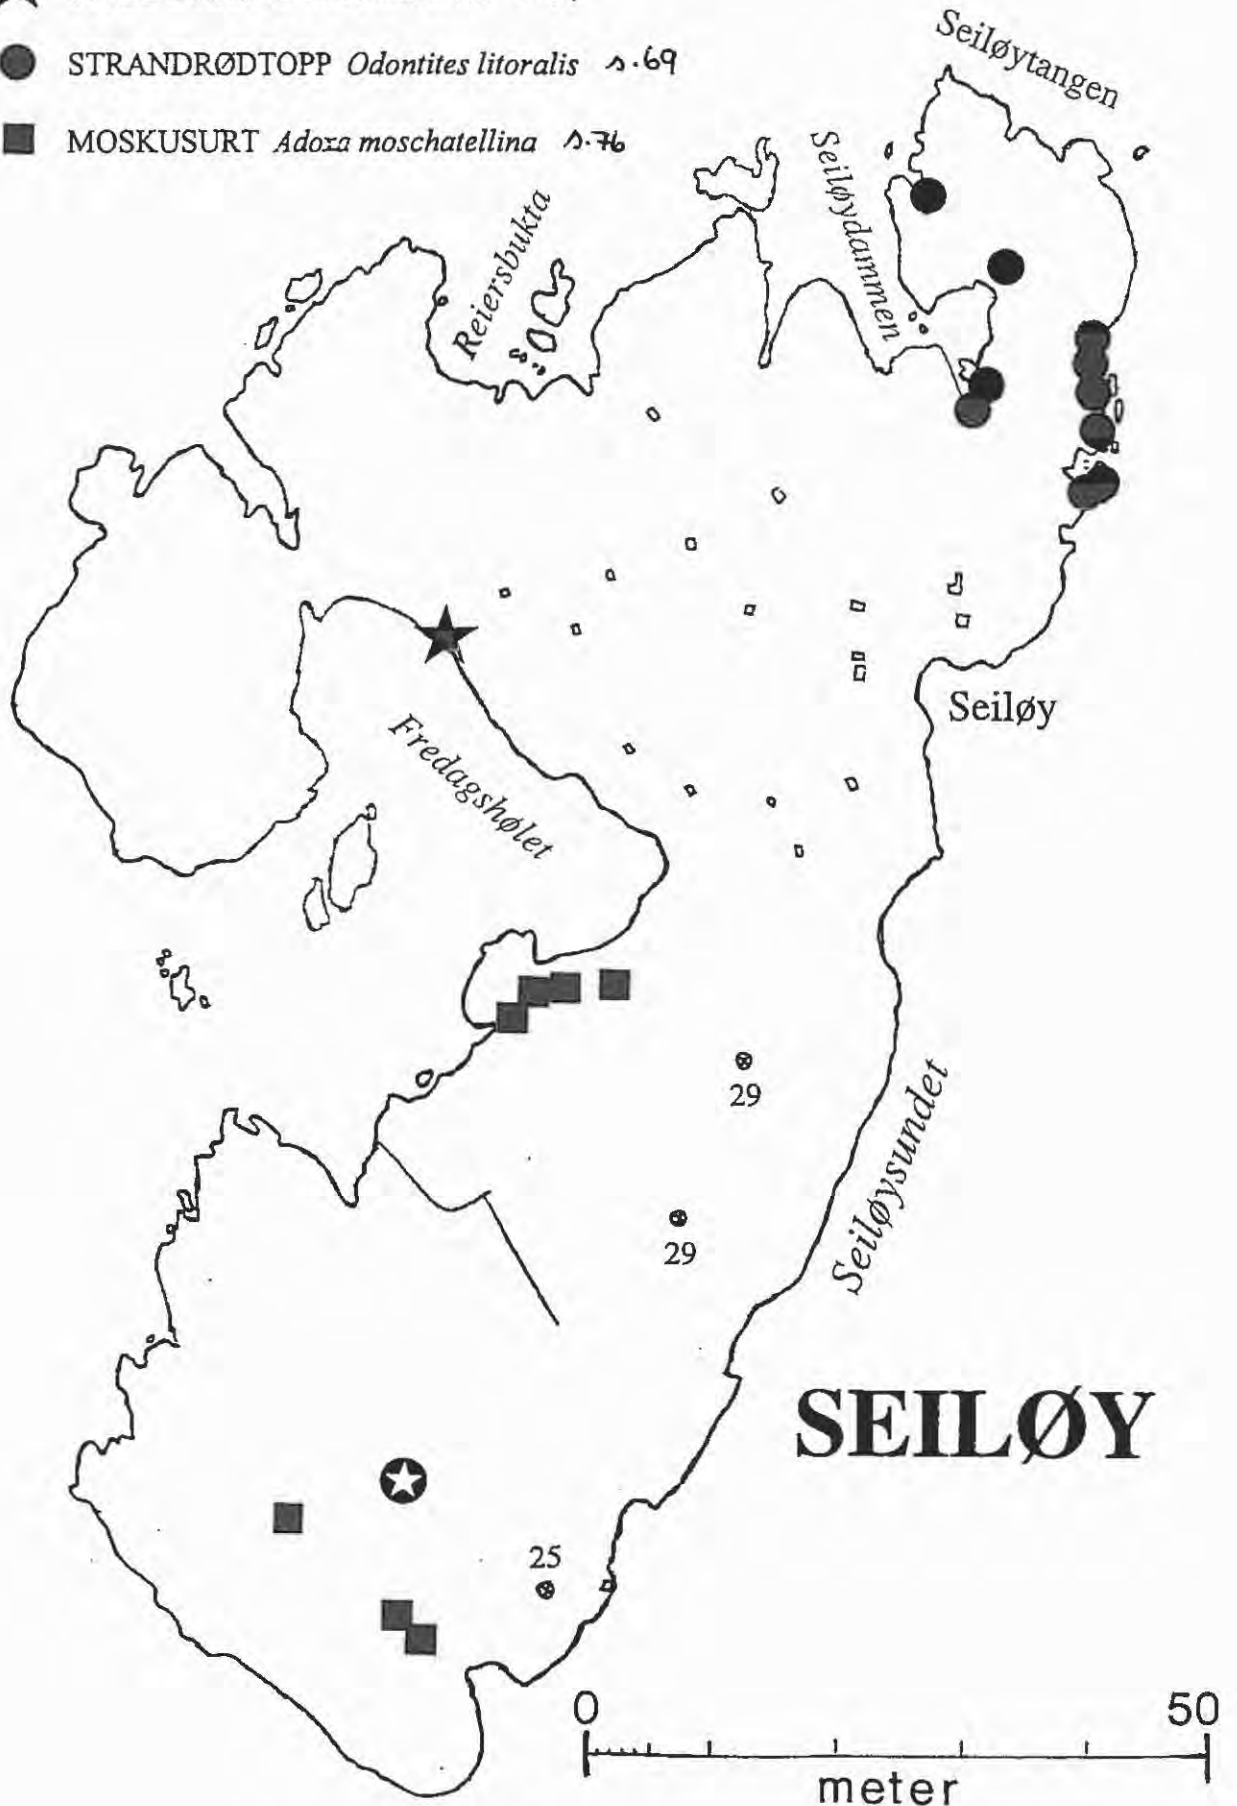 STRANDRØDTOPP Odontites litoralis s.69
MOSKUSURT Adoxa moschatellina s.76
Seiløytangen
Seiløydammen
Reiersbukta
Seiløy
Fredagshølet
29
Seiløysundet
29
SEILØY
25
0 50
meter